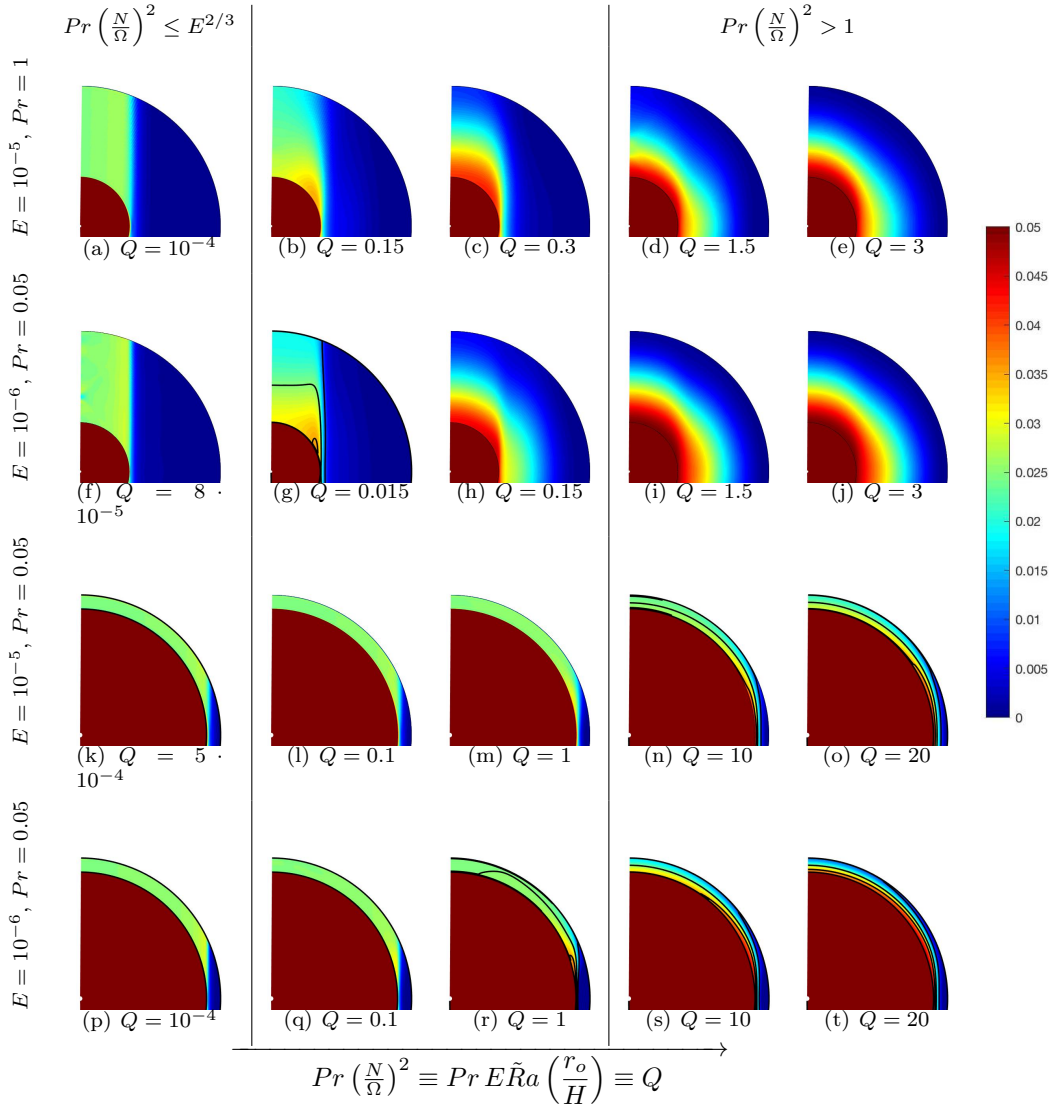 Pr (N/Ω)² ≤ E^{2/3}
Pr (N/Ω)² > 1
E = 10⁻⁵, Pr = 1
(a) Q = 10⁻⁴
(b) Q = 0.15
(c) Q = 0.3
(d) Q = 1.5
(e) Q = 3
E = 10⁻⁶, Pr = 0.05
(f) Q = 8 ·
10⁻⁵
(g) Q = 0.015
(h) Q = 0.15
(i) Q = 1.5
(j) Q = 3
0.05
0.045
0.04
0.035
0.03
0.025
0.02
0.015
0.01
0.005
0
E = 10⁻⁵, Pr = 0.05
(k) Q = 5 ·
10⁻⁴
(l) Q = 0.1
(m) Q = 1
(n) Q = 10
(o) Q = 20
E = 10⁻⁶, Pr = 0.05
(p) Q = 10⁻⁴
(q) Q = 0.1
(r) Q = 1
(s) Q = 10
(t) Q = 20
Pr (N/Ω)² ≡ Pr E R̃a (r_o/H) ≡ Q